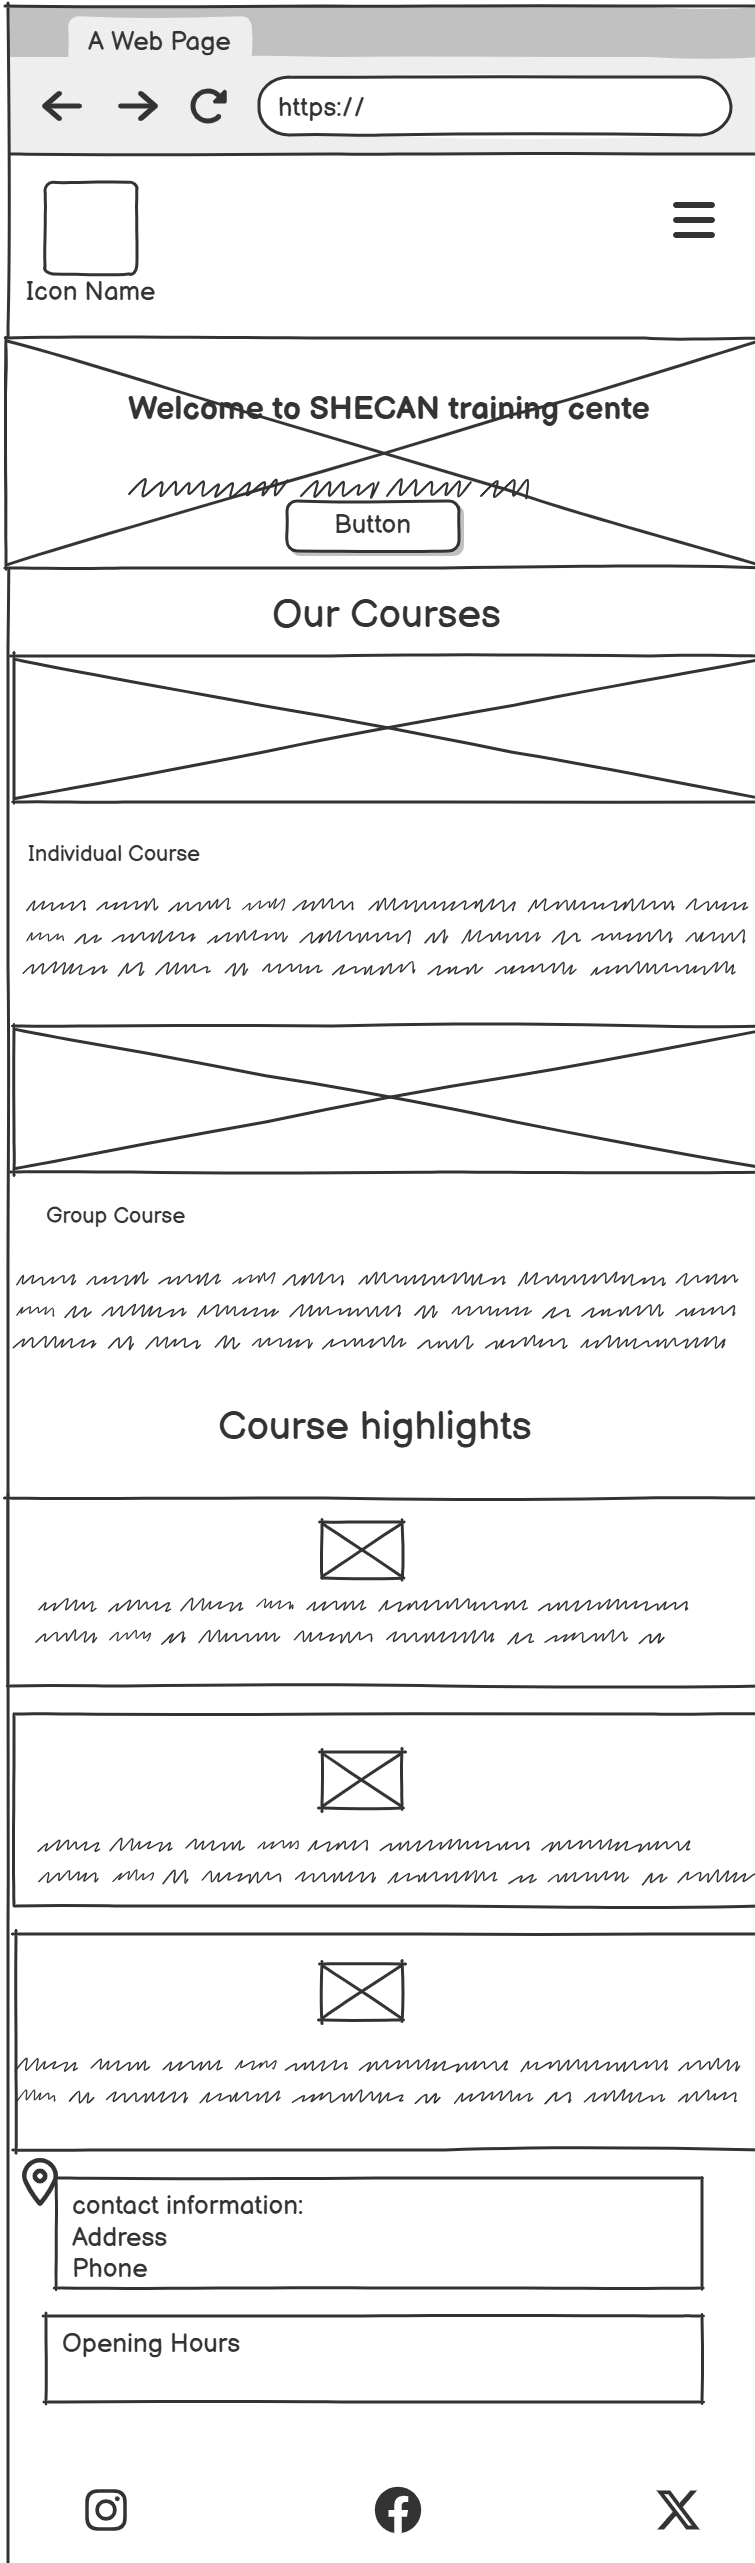 A Web Page
https://
Icon Name
Welcome to SHECAN training cente
Button
Our Courses
Individual Course
Group Course
Course highlights
contact information:
Address
Phone
Opening Hours